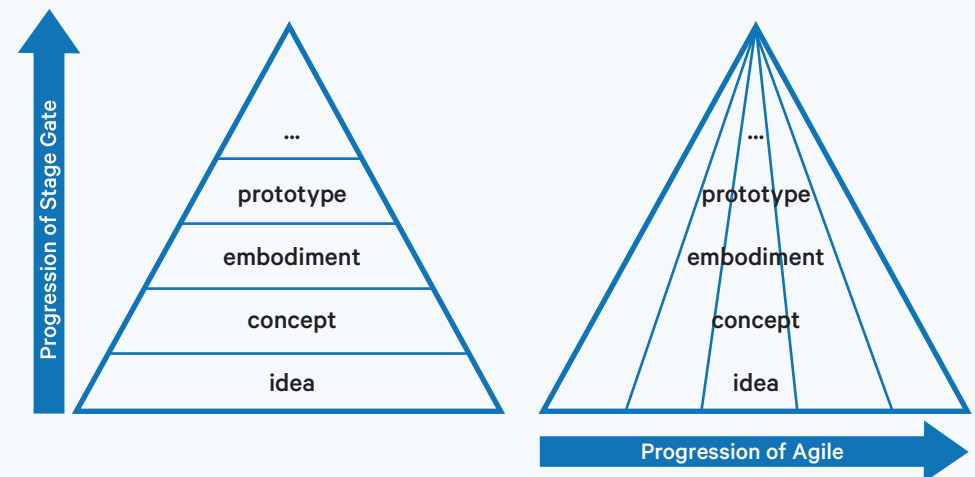 Progression of Stage Gate
...
prototype
embodiment
concept
idea
...
prototype
embodiment
concept
idea
Progression of Agile